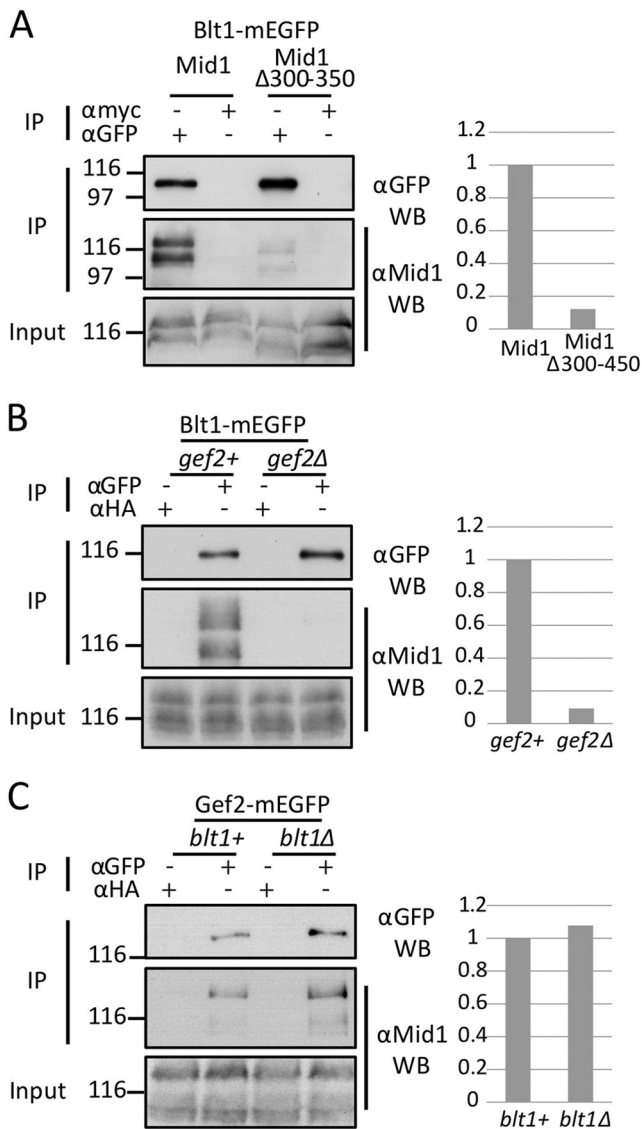 A
Blt1-mEGFP
Mid1 Mid1
Δ300-350
IP αmyc - + - +
αGFP + - + -
IP 116
97
αGFP
WB
116
97
αMid1
WB
Input 116
1.2
1
0.8
0.6
0.4
0.2
0
Mid1 Mid1
Δ300-450
B
Blt1-mEGFP
gef2+ gef2Δ
IP αGFP - + - +
αHA + - + -
IP 116
αGFP
WB
116
αMid1
WB
Input 116
1.2
1
0.8
0.6
0.4
0.2
0
gef2+ gef2Δ
C
Gef2-mEGFP
blt1+ blt1Δ
IP αGFP - + - +
αHA + - + -
IP 116
αGFP
WB
116
αMid1
WB
Input 116
1.2
1
0.8
0.6
0.4
0.2
0
blt1+ blt1Δ